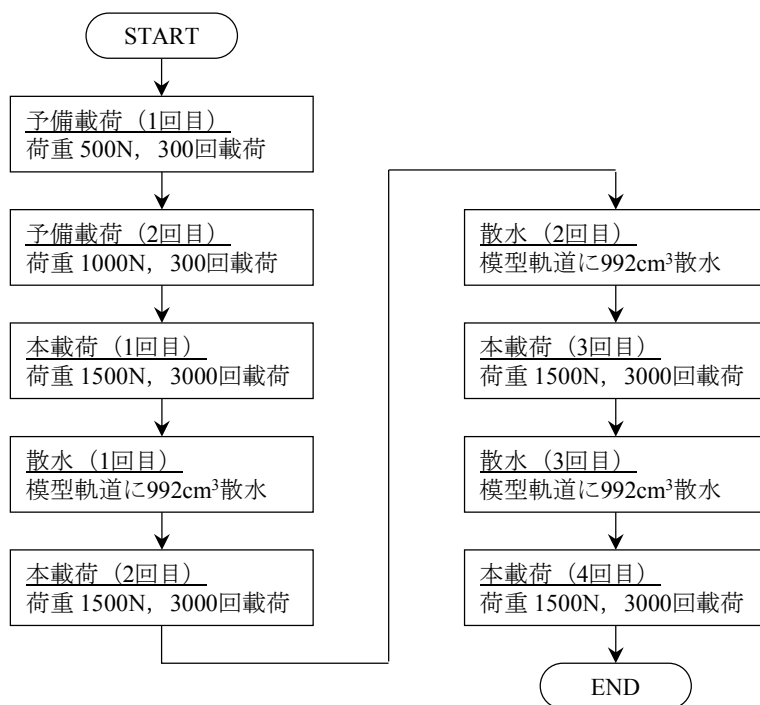 START
予備載荷（1回目）
荷重 500N，300回載荷
予備載荷（2回目）
荷重 1000N，300回載荷
本載荷（1回目）
荷重 1500N，3000回載荷
散水（1回目）
模型軌道に992cm³散水
本載荷（2回目）
荷重 1500N，3000回載荷
散水（2回目）
模型軌道に992cm³散水
本載荷（3回目）
荷重 1500N，3000回載荷
散水（3回目）
模型軌道に992cm³散水
本載荷（4回目）
荷重 1500N，3000回載荷
END